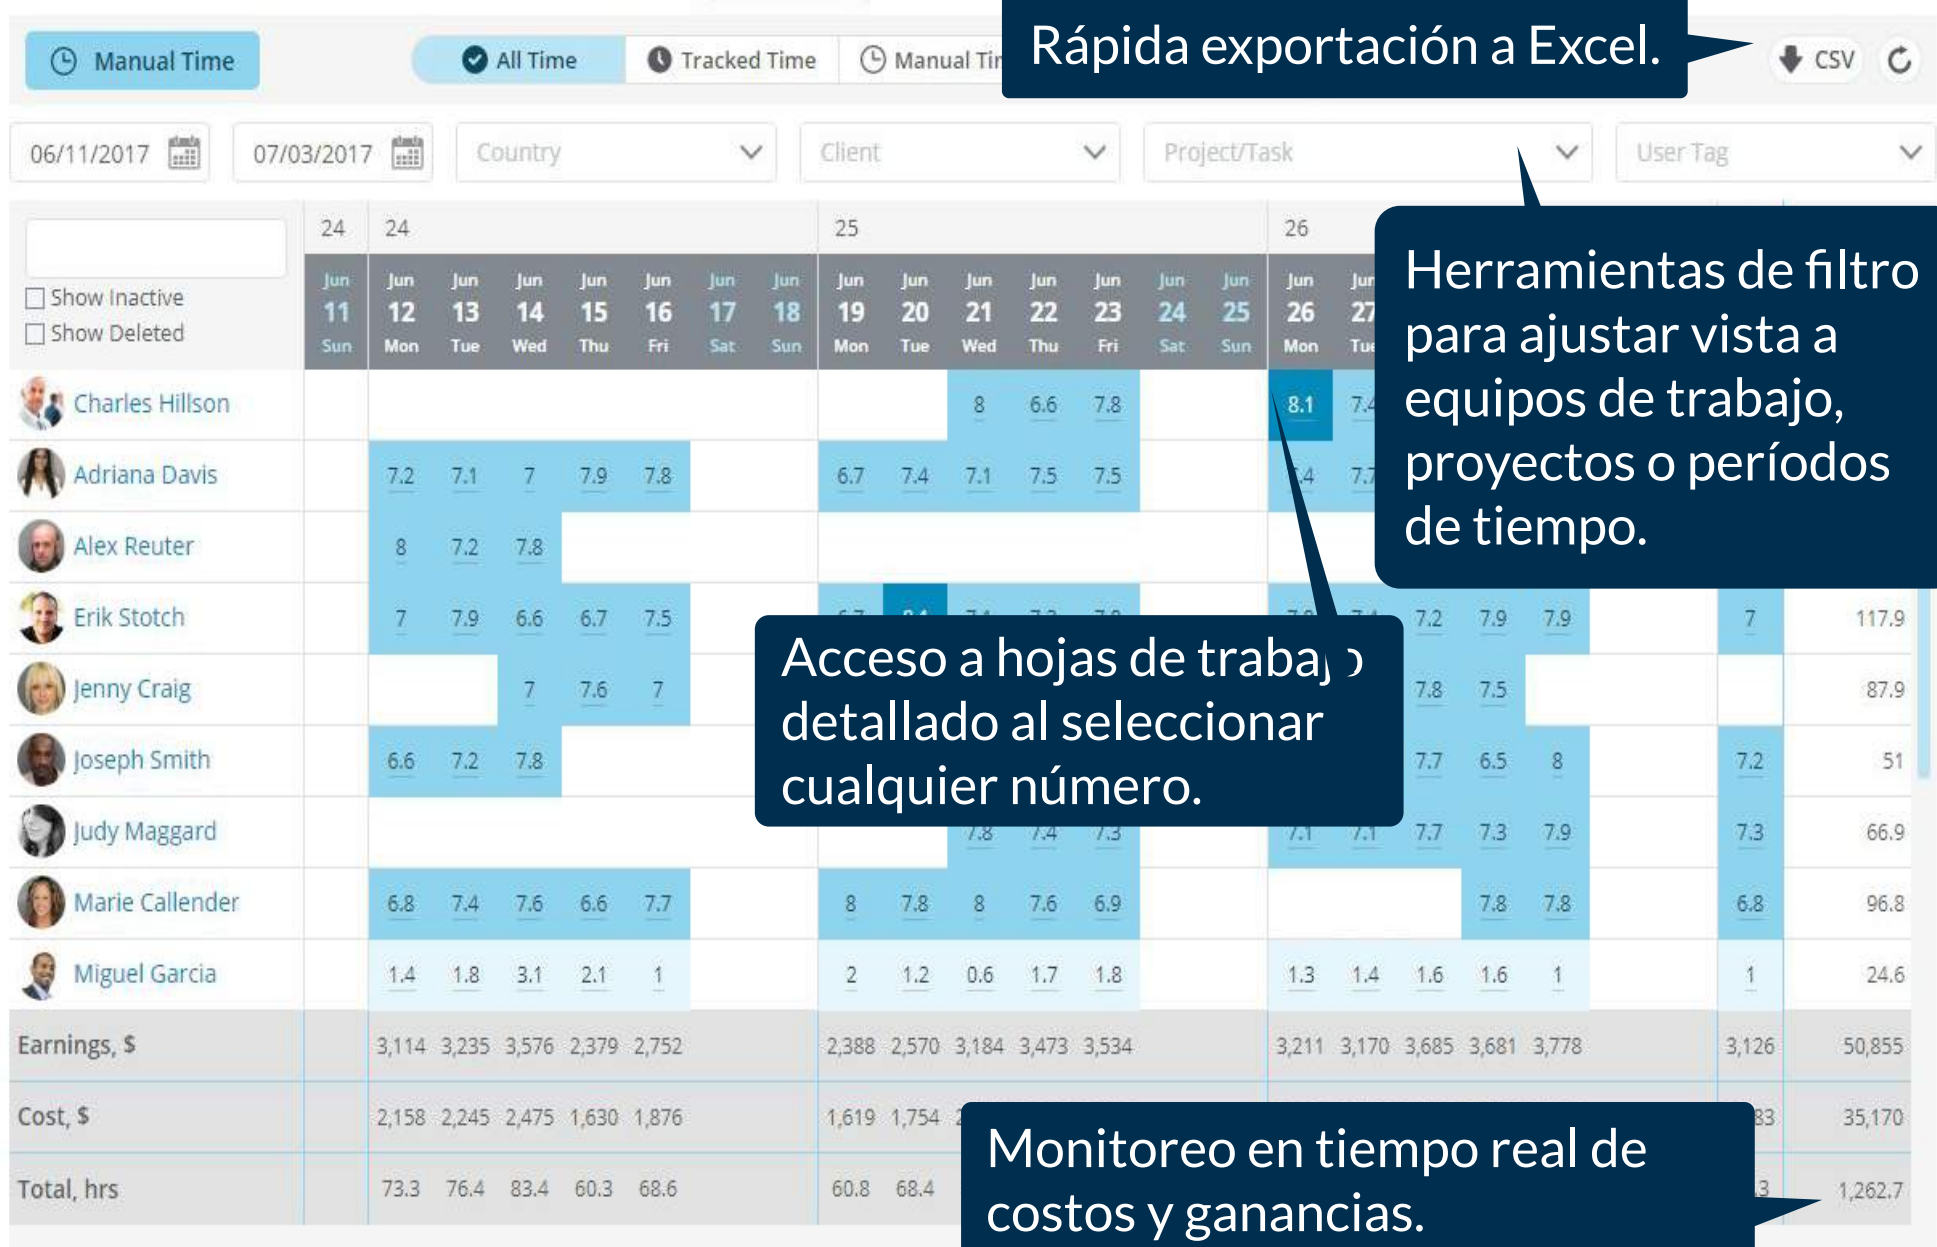 Manual Time
All Time Tracked Time Manual
Rápida exportación a Excel.
CSV
06/11/2017 07/03/2017 Country Client Project/Task User Tag
24 24 25 26
Show Inactive
Show Deleted
Jun Jun Jun Jun Jun Jun Jun Jun Jun Jun Jun Jun Jun Jun Jun Jun Jun
11 12 13 14 15 16 17 18 19 20 21 22 23 24 25 26 27
Sun Mon Tue Wed Thu Fri Sat Sun Mon Tue Wed Thu Fri Sat Sun Mon Tue
Herramientas de filtro
para ajustar vista a
equipos de trabajo,
proyectos o períodos
de tiempo.
Charles Hillson 8 6.6 7.8 8.1 7.4
Adriana Davis 7.2 7.1 7 7.9 7.8 6.7 7.4 7.1 7.5 7.5 7.7
Alex Reuter 8 7.2 7.8
Erik Stotch 7 7.9 6.6 6.7 7.5 7.2 7.9 7.9 7 117.9
Acceso a hojas de trabajo
detallado al seleccionar
cualquier número.
Jenny Craig 7 7.6 7 7.8 7.5 87.9
Joseph Smith 6.6 7.2 7.8 7.7 6.5 8 7.2 51
Judy Maggard 7.8 7.4 7.3 7.1 7.1 7.7 7.3 7.9 7.3 66.9
Marie Callender 6.8 7.4 7.6 6.6 7.7 8 7.8 8 7.6 6.9 7.8 7.8 6.8 96.8
Miguel Garcia 1.4 1.8 3.1 2.1 1 2 1.2 0.6 1.7 1.8 1.3 1.4 1.6 1.6 1 1 24.6
Earnings, $ 3,114 3,235 3,576 2,379 2,752 2,388 2,570 3,184 3,473 3,534 3,211 3,170 3,685 3,681 3,778 3,126 50,855
Cost, $ 2,158 2,245 2,475 1,630 1,876 1,619 1,754 35,170
Total, hrs 73.3 76.4 83.4 60.3 68.6 60.8 68.4 1,262.7
Monitoreo en tiempo real de
costos y ganancias.